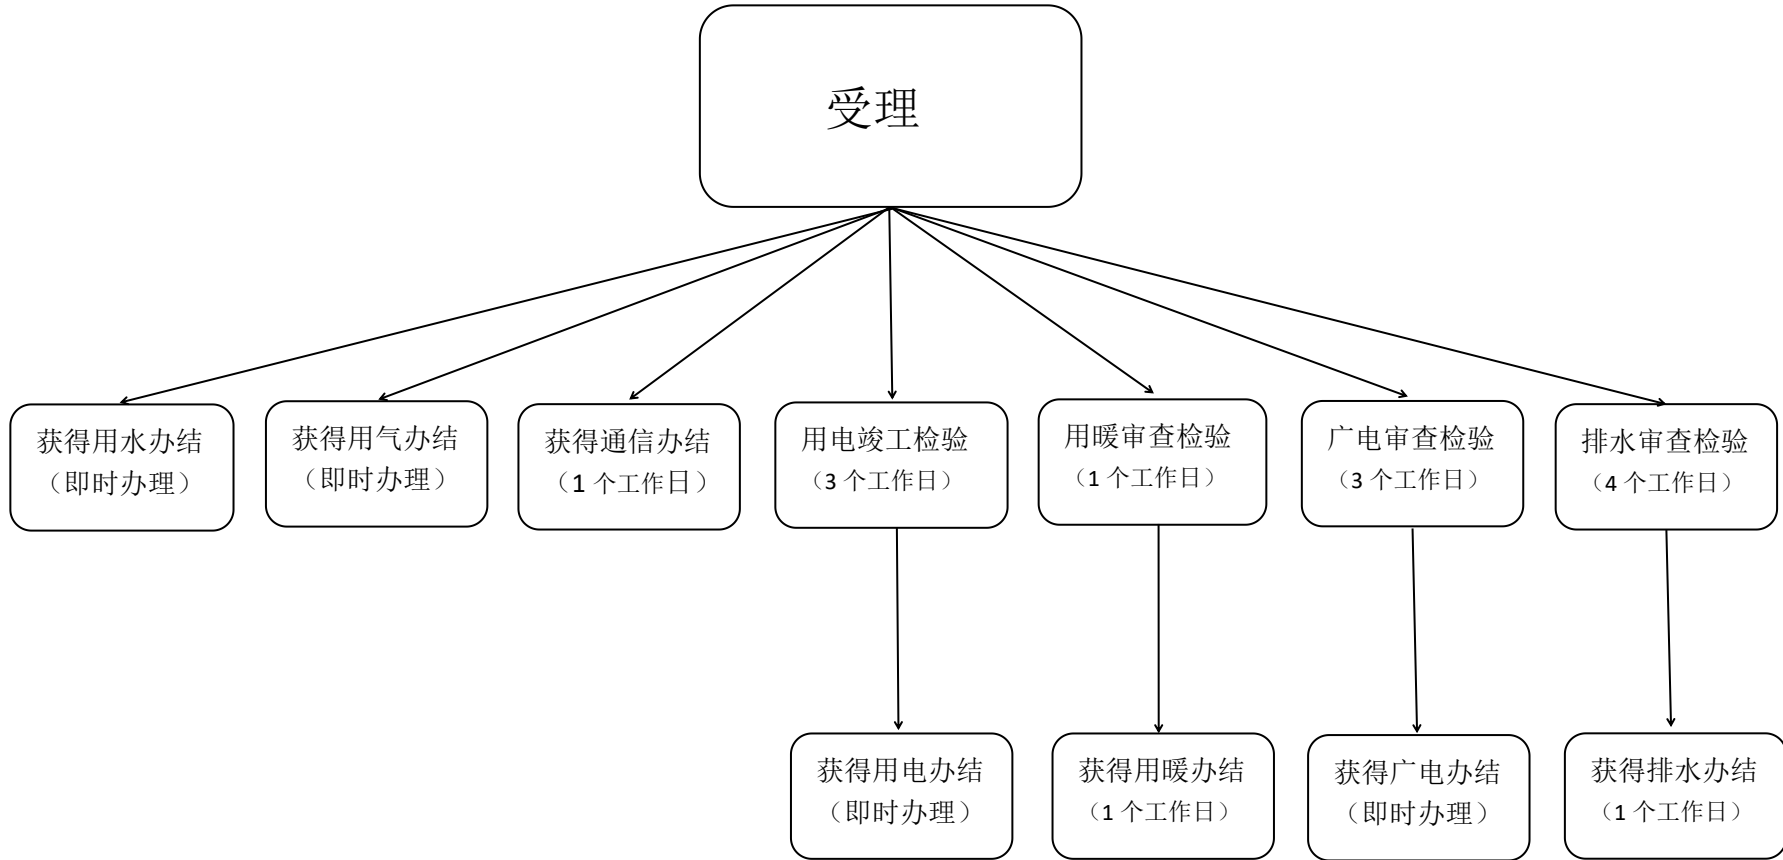 受理
获得用水办结
（即时办理）
获得用气办结
（即时办理）
获得通信办结
（1 个工作日）
用电竣工检验
（3 个工作日）
用暖审查检验
（1 个工作日）
广电审查检验
（3 个工作日）
排水审查检验
（4 个工作日）
获得用电办结
（即时办理）
获得用暖办结
（1 个工作日）
获得广电办结
（即时办理）
获得排水办结
（1 个工作日）